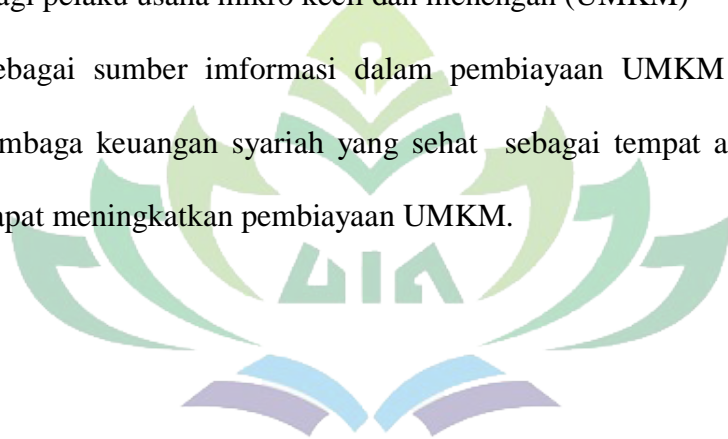 agi pelaku usaha mikro kecil dan menengah (UMKM)
ebagai sumber imformasi dalam pembiayaan UMKM
mbaga keuangan syariah yang sehat sebagai tempat a
apat meningkatkan pembiayaan UMKM.
UIN